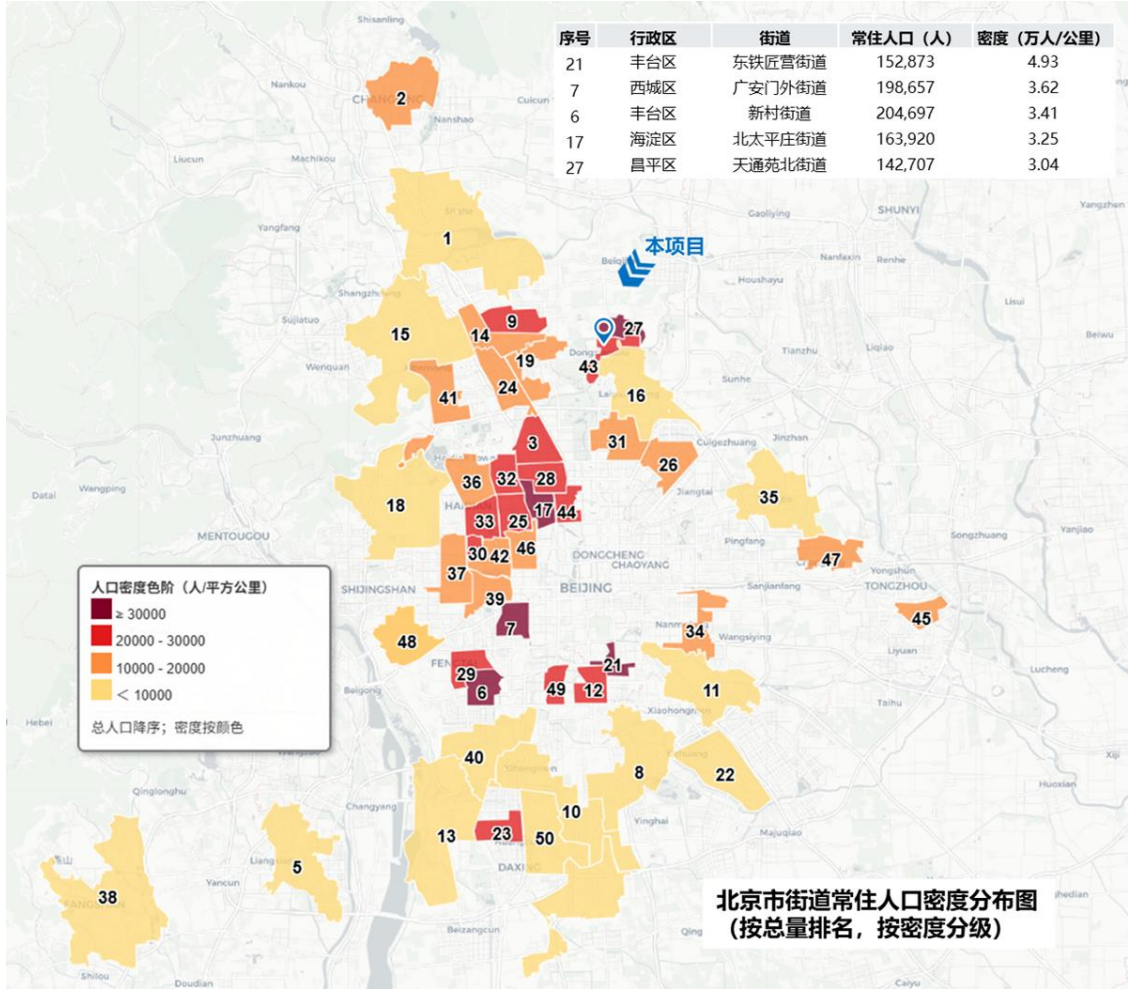 序号 行政区 街道 常住人口（人） 密度（万人/公里）
21 丰台区 东铁匠营街道 152,873 4.93
7 西城区 广安门外街道 198,657 3.62
6 丰台区 新村街道 204,697 3.41
17 海淀区 北太平庄街道 163,920 3.25
27 昌平区 天通苑北街道 142,707 3.04
Shisanling
Nankou
2
Cuicun Township
Nanshao
Liucun
Machikou
Yangfang
1
Gaoliying
SHUNYI
Yangzhen
本项目
Nanfaxin
Renhe
Houshayu
Lisui
Sujiatuo
15
14
9
27
Beiwu
Wenquan
19
43
Tianzhu
Liqiao
24
16
Sunhe
41
3
31
Cuigezhuang
Jinzhan
26
Junzhuang
36
32
28
Jiangtai
35
Datai
Wangping
18
33
25
17
44
Songzhuang
Yanjiao
MENTOUGOU
30
42
46
DONGCHENG
CHAOYANG
Pingfang
47
Yongshun
37
SHIJINGSHAN
BEIJING
Sanjianfang
TONGZHOU
39
45
人口密度色阶（人/平方公里）
≥ 30000
20000 - 30000
10000 - 20000
< 10000
总人口降序；密度按颜色
48
7
34
Wangsiying
Liyuan
Lucheng
29
6
21
49
12
11
Beigong
Xiaohongmen
Taihu
Hebei
40
8
22
Xiji
Qinglonghu
Changyang
Huoxian
13
23
10
50
Yinghai
Majuqiao
5
DAXING
38
Yancun
北京市街道常住人口密度分布图
（按总量排名，按密度分级）
Beizangcun
Shilou
Doudian
Caiyu